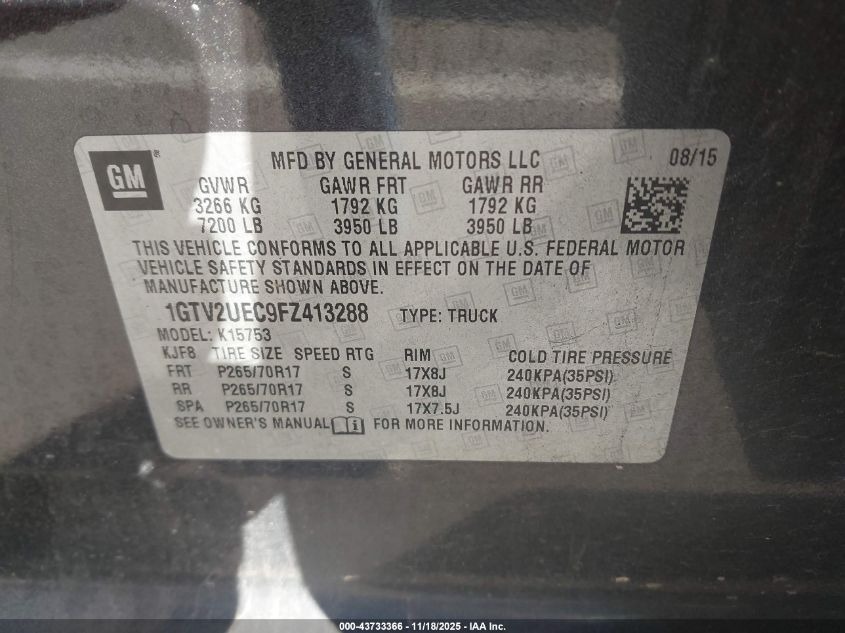 GM
MFD BY GENERAL MOTORS LLC 08/15
GVWR GAWR FRT GAWR RR
3266 KG 1792 KG 1792 KG
7200 LB 3950 LB 3950 LB
THIS VEHICLE CONFORMS TO ALL APPLICABLE U.S. FEDERAL MOTOR
VEHICLE SAFETY STANDARDS IN EFFECT ON THE DATE OF
MANUFACTURE SHOWN ABOVE.
1GTV2UEC9FZ413288 TYPE: TRUCK
MODEL: K15753
KJF8 TIRE SIZE SPEED RTG RIM COLD TIRE PRESSURE
FRT P265/70R17 S 17X8J 240KPA(35PSI)
RR P265/70R17 S 17X8J 240KPA(35PSI)
SPA P265/70R17 S 17X7.5J 240KPA(35PSI)
SEE OWNER'S MANUAL FOR MORE INFORMATION.
000-43733366 - 11/18/2025 - IAA Inc.